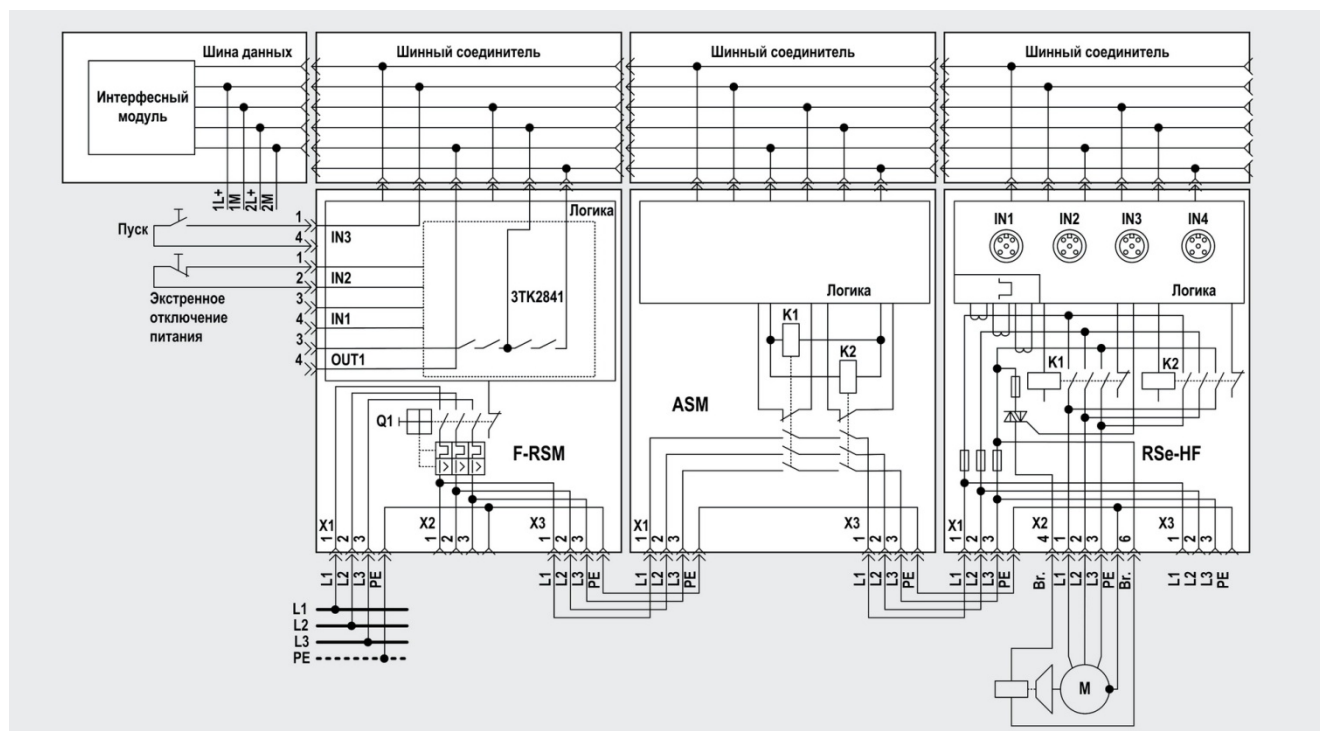 Шина данных
Шинный соединитель
Шинный соединитель
Шинный соединитель
Интерфесный
модуль
1L+
1M
2L+
2M
Пуск
1
4
IN3
1
2
IN2
3
4
IN1
3
4
OUT1
Экстренное
отключение
питания
Логика
3TK2841
Q1
F-RSM
X1
1
2
3
X2
1
2
3
X3
1
2
3
L1
L2
L3
PE
L1
L2
L3
PE
L1
L2
L3
PE
Логика
K1
K2
ASM
X1
1
2
3
X3
1
2
3
L1
L2
L3
PE
L1
L2
L3
PE
IN1
IN2
IN3
IN4
Логика
K1
K2
RSe-HF
X1
1
2
3
X2
4
1
2
3
6
X3
1
2
3
L1
L2
L3
PE
Br.
L1
L2
L3
PE
Br.
L1
L2
L3
PE
M